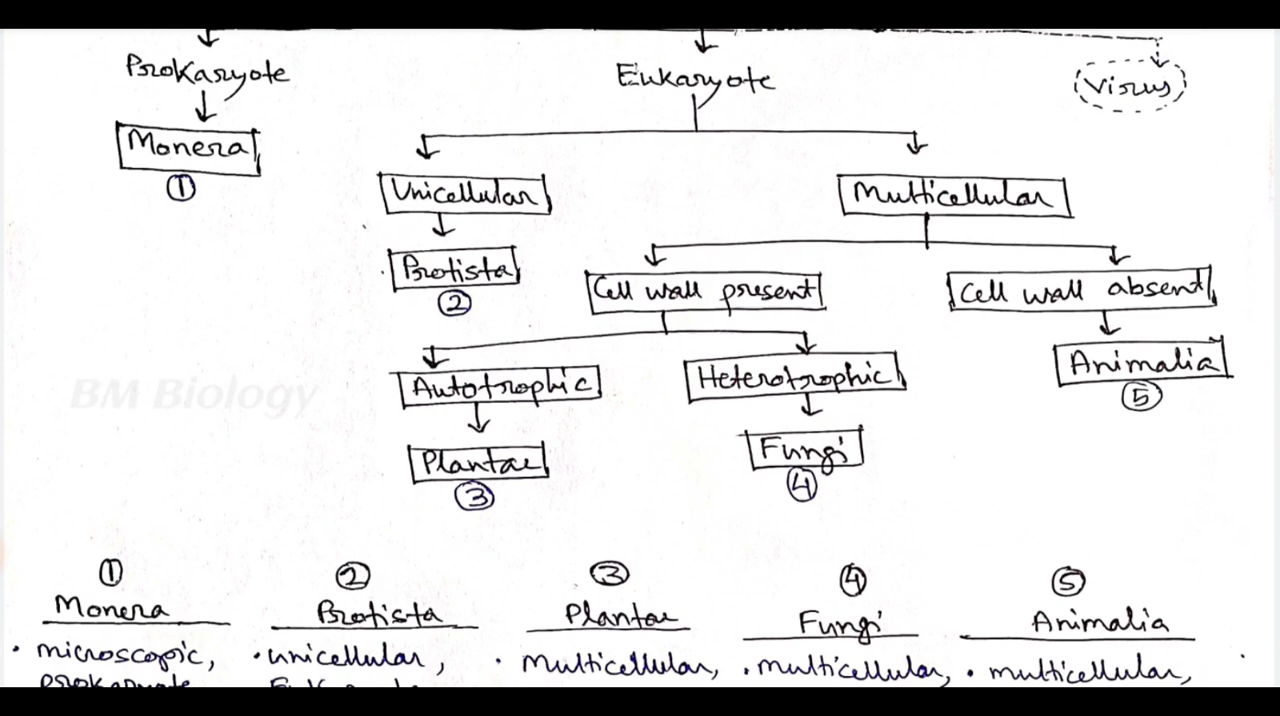 Prokaryote
Eukaryote
Virus
Monera
①
Unicellular
Multicellular
Protista
②
Cell wall present
Cell wall absent
Autotrophic
Heterotrophic
Animalia
⑤
BM Biology
Plantae
③
Fungi
④
① ② ③ ④ ⑤
Monera Protista Plantae Fungi Animalia
• microscopic, • unicellular, • multicellular, • multicellular, • multicellular,
prokaryote Eukaryote